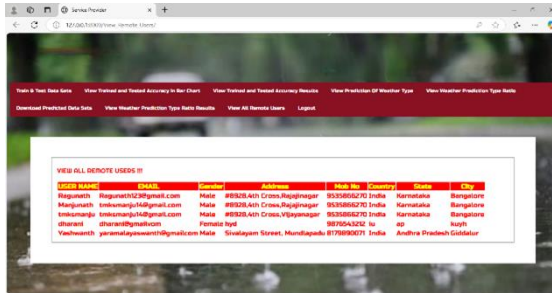 Service Provider
127.0.0.1:8000/View_Remote_Users/
Train & Test Data Sets View Trained and Tested Accuracy in Bar Chart View Trained and Tested Accuracy Results View Prediction Of Weather Type View Weather Prediction Type Ratio
Download Predicted Data Sets View Weather Prediction Type Ratio Results View All Remote Users Logout
VIEW ALL REMOTE USERS !!!
USER NAME EMAIL Gender Address Mob No Country State City
Ragunath Ragunath123@gmail.com Male #8928,4th Cross,Rajajinagar 9535866270 India Karnataka Bangalore
Manjunath tmksmanju14@gmail.com Male #8928,4th Cross,Rajajinagar 9535866270 India Karnataka Bangalore
tmksmanju tmksmanju14@gmail.com Male #8928,4th Cross,Vijayanagar 9535866270 India Karnataka Bangalore
dharani dharani@gmailvom Female hyd 9876543212 iu ap kuyh
Yashwanth yaramalayaswanth@gmailcom Male Sivalayam Street, Mundlapadu 8179890071 India Andhra Pradesh Giddalur